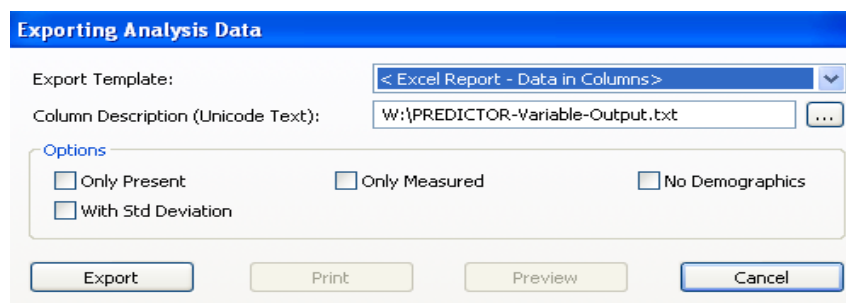 Exporting Analysis Data
Export Template: < Excel Report - Data in Columns>
Column Description (Unicode Text): W:\PREDICTOR-Variable-Output.txt ...
Options
Only Present Only Measured No Demographics
With Std Deviation
Export Print Preview Cancel